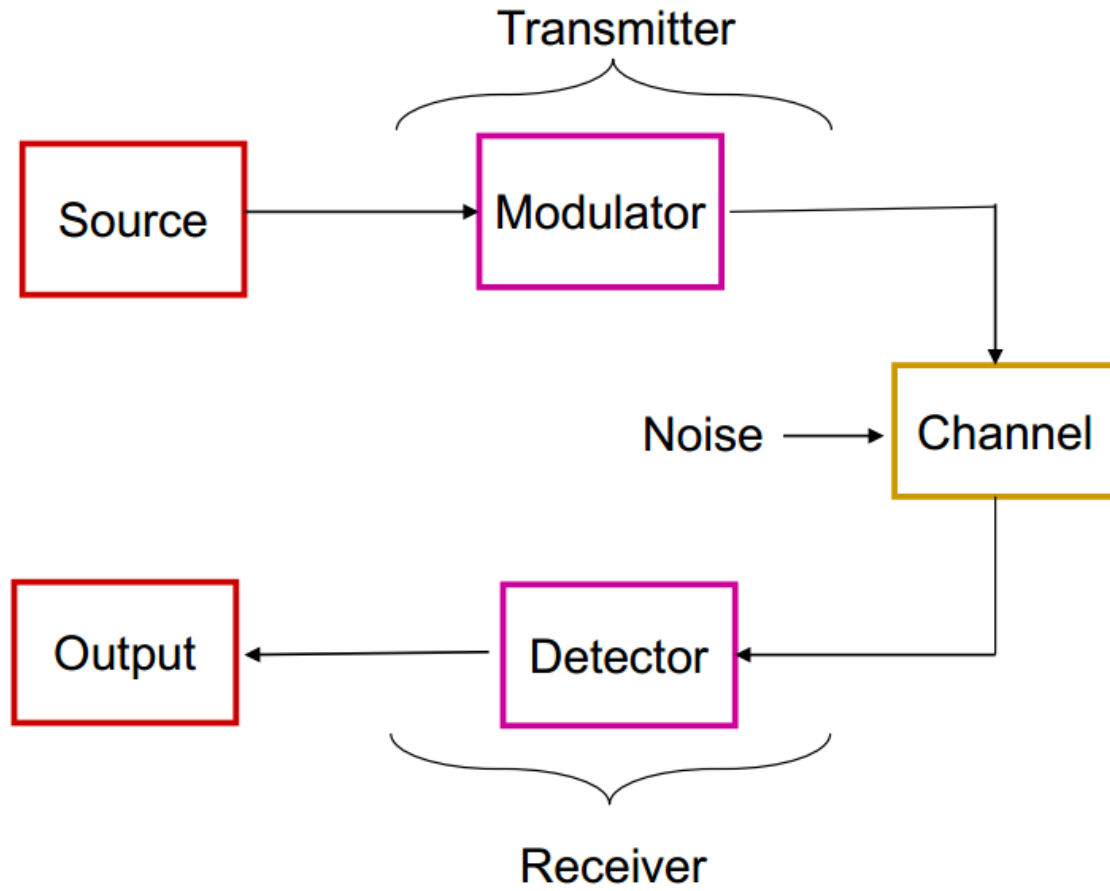 Transmitter
Source
Modulator
Noise
Channel
Output
Detector
Receiver